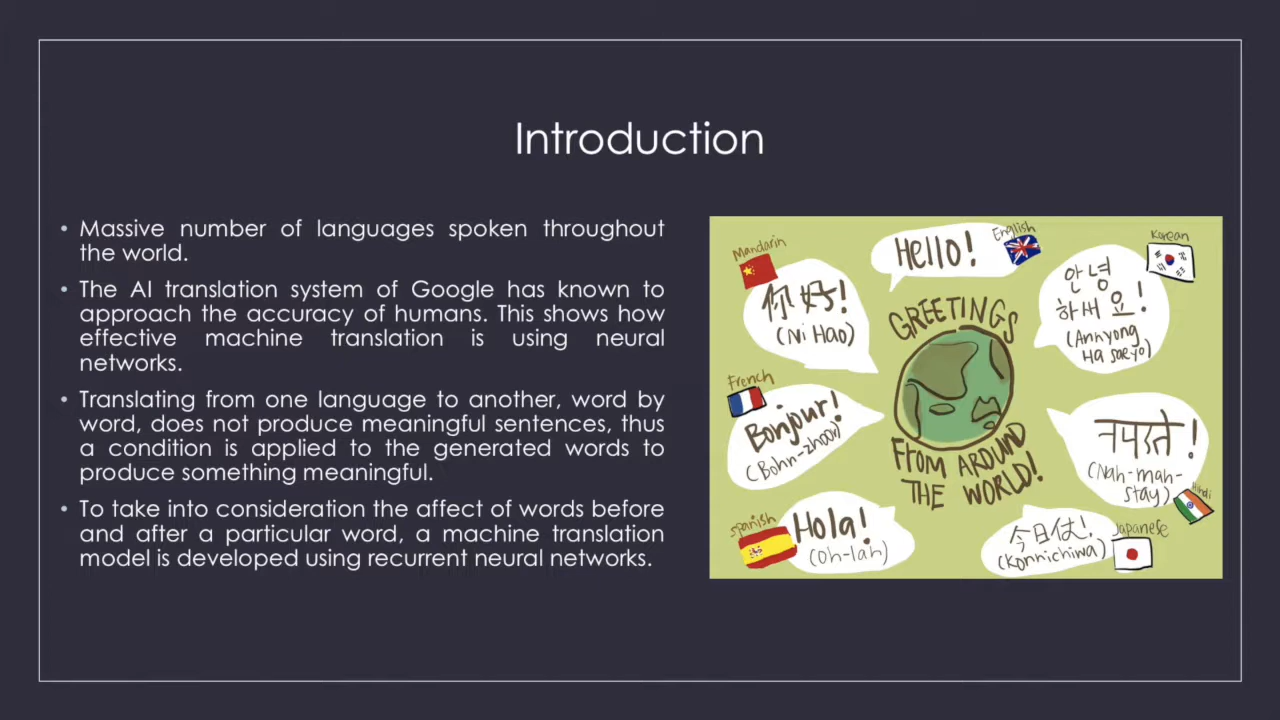 Introduction
• Massive number of languages spoken throughout
the world.
• The AI translation system of Google has known to
approach the accuracy of humans. This shows how
effective machine translation is using neural
networks.
• Translating from one language to another, word by
word, does not produce meaningful sentences, thus
a condition is applied to the generated words to
produce something meaningful.
• To take into consideration the affect of words before
and after a particular word, a machine translation
model is developed using recurrent neural networks.
Mandarin
你好!
(Ni Hao)
Hello!
English
Korean
안녕
하세요!
(Annyong
Ha saeyo)
GREETINGS
FROM AROUND
THE WORLD!
French
Bonjour!
(Bohn-zhoor)
नमस्ते!
(Nah-mah-
stay)
Hindi
Spanish
Hola!
(Oh-lah)
(Konnichiwa)
Japanese